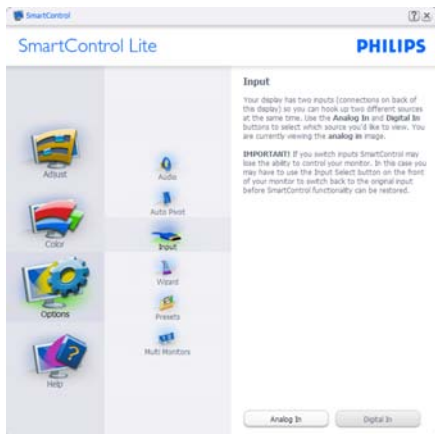 SmartControl
SmartControl Lite
PHILIPS
Adjust
Color
Options
Help
Audio
Auto Pivot
Input
Wizard
Presets
Multi Monitors
Input
Your display has two inputs (connections on back of
this display) so you can hook up two different sources
at the same time. Use the Analog In and Digital In
buttons to select which source you'd like to view. You
are currently viewing the analog in image.
IMPORTANT! If you switch inputs SmartControl may
lose the ability to control your monitor. In this case you
may have to use the Input Select button on the front
of your monitor to switch back to the original input
before SmartControl functionality can be restored.
Analog In
Digital In